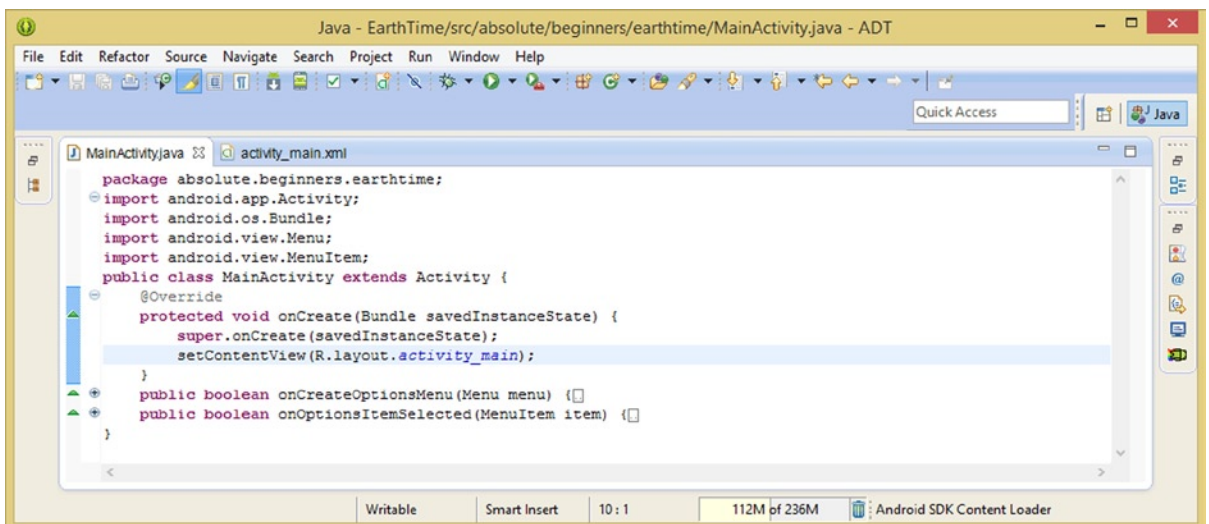 Java - EarthTime/src/absolute/beginners/earthtime/MainActivity.java - ADT
File Edit Refactor Source Navigate Search Project Run Window Help
Quick Access
Java
MainActivity.java activity_main.xml
package absolute.beginners.earthtime;
import android.app.Activity;
import android.os.Bundle;
import android.view.Menu;
import android.view.MenuItem;
public class MainActivity extends Activity {
@Override
protected void onCreate(Bundle savedInstanceState) {
super.onCreate(savedInstanceState);
setContentView(R.layout.activity_main);
}
public boolean onCreateOptionsMenu(Menu menu) {
public boolean onOptionsItemSelected(MenuItem item) {
}
Writable Smart Insert 10 : 1 112M of 236M Android SDK Content Loader